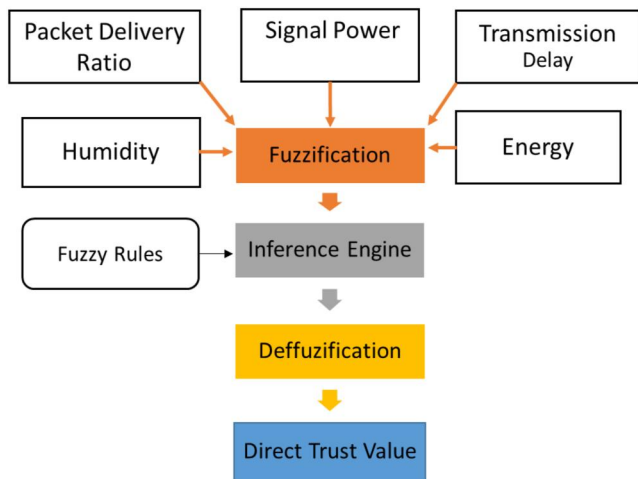 Packet Delivery
Ratio
Signal Power
Transmission
Delay
Humidity
Fuzzification
Energy
Fuzzy Rules
Inference Engine
Deffuzification
Direct Trust Value